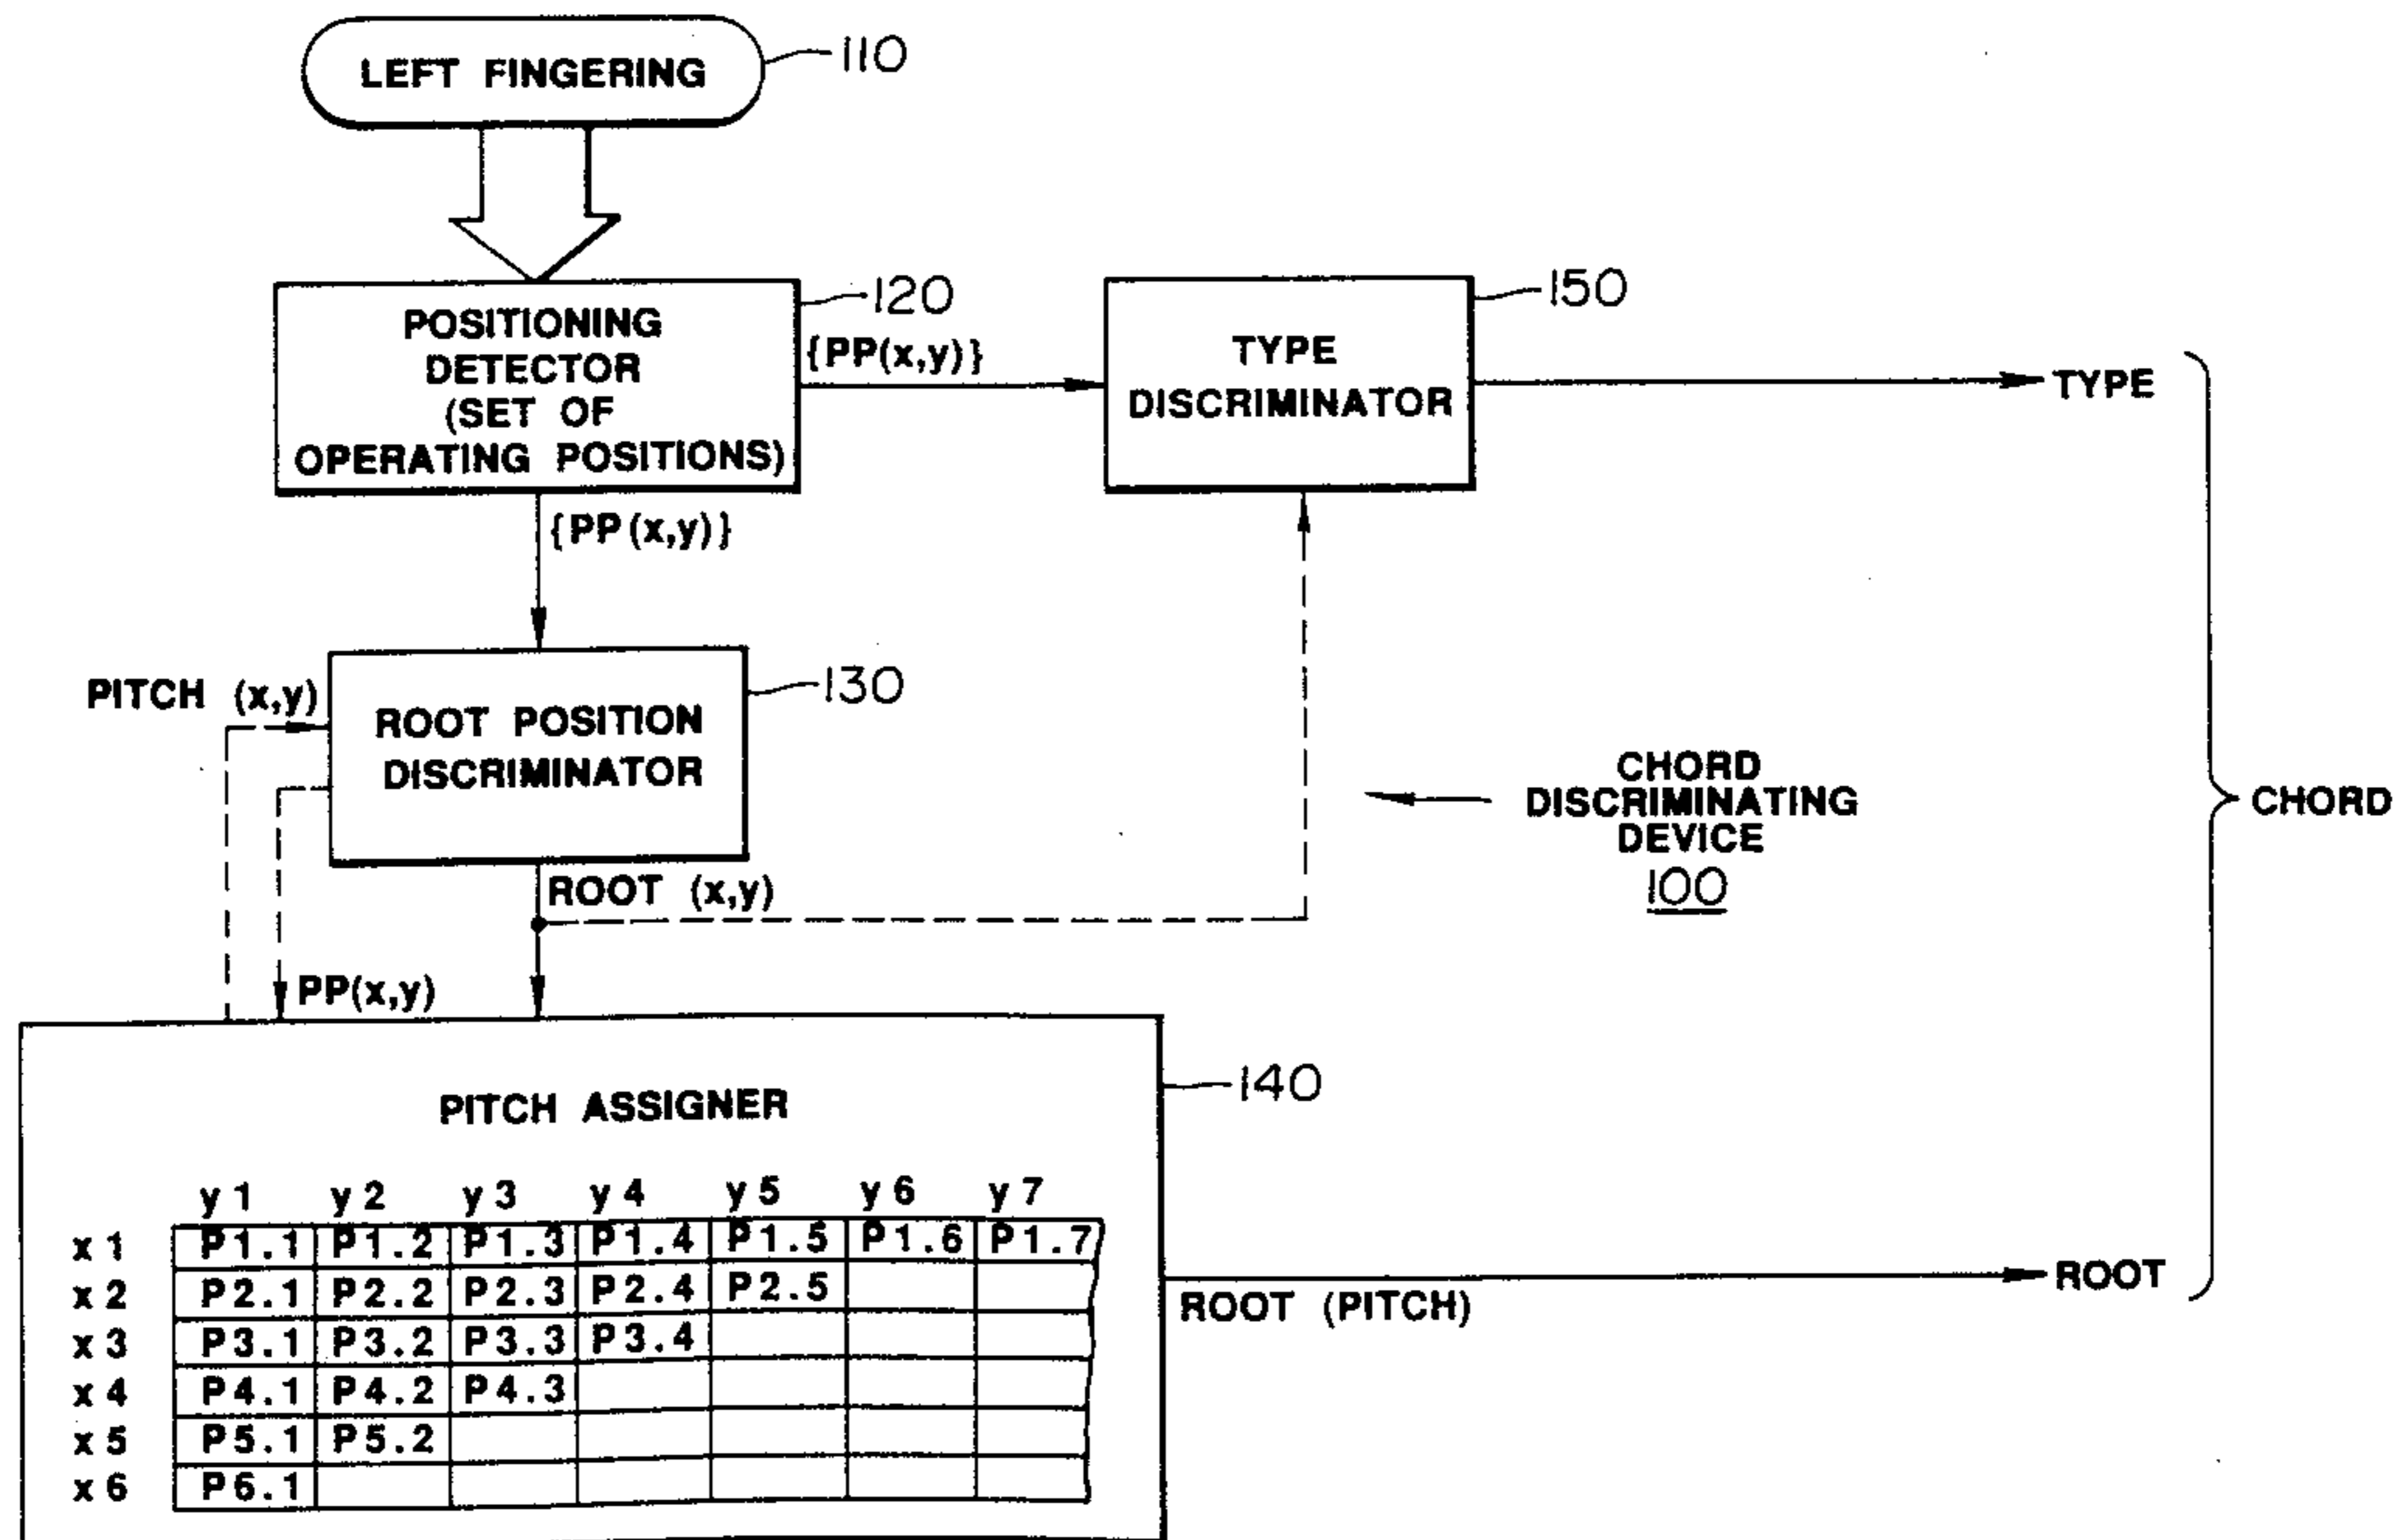 LEFT FINGERING
110
POSITIONING
DETECTOR
(SET OF
OPERATING POSITIONS)
120
{PP(x,y)}
TYPE
DISCRIMINATOR
150
TYPE
{PP(x,y)}
PITCH (x,y)
ROOT POSITION
DISCRIMINATOR
130
CHORD
DISCRIMINATING
DEVICE
100
CHORD
ROOT (x,y)
PP(x,y)
140
PITCH ASSIGNER
y1 y2 y3 y4 y5 y6 y7
x1 P1.1 P1.2 P1.3 P1.4 P1.5 P1.6 P1.7
x2 P2.1 P2.2 P2.3 P2.4 P2.5
x3 P3.1 P3.2 P3.3 P3.4
x4 P4.1 P4.2 P4.3
x5 P5.1 P5.2
x6 P6.1
ROOT (PITCH)
ROOT